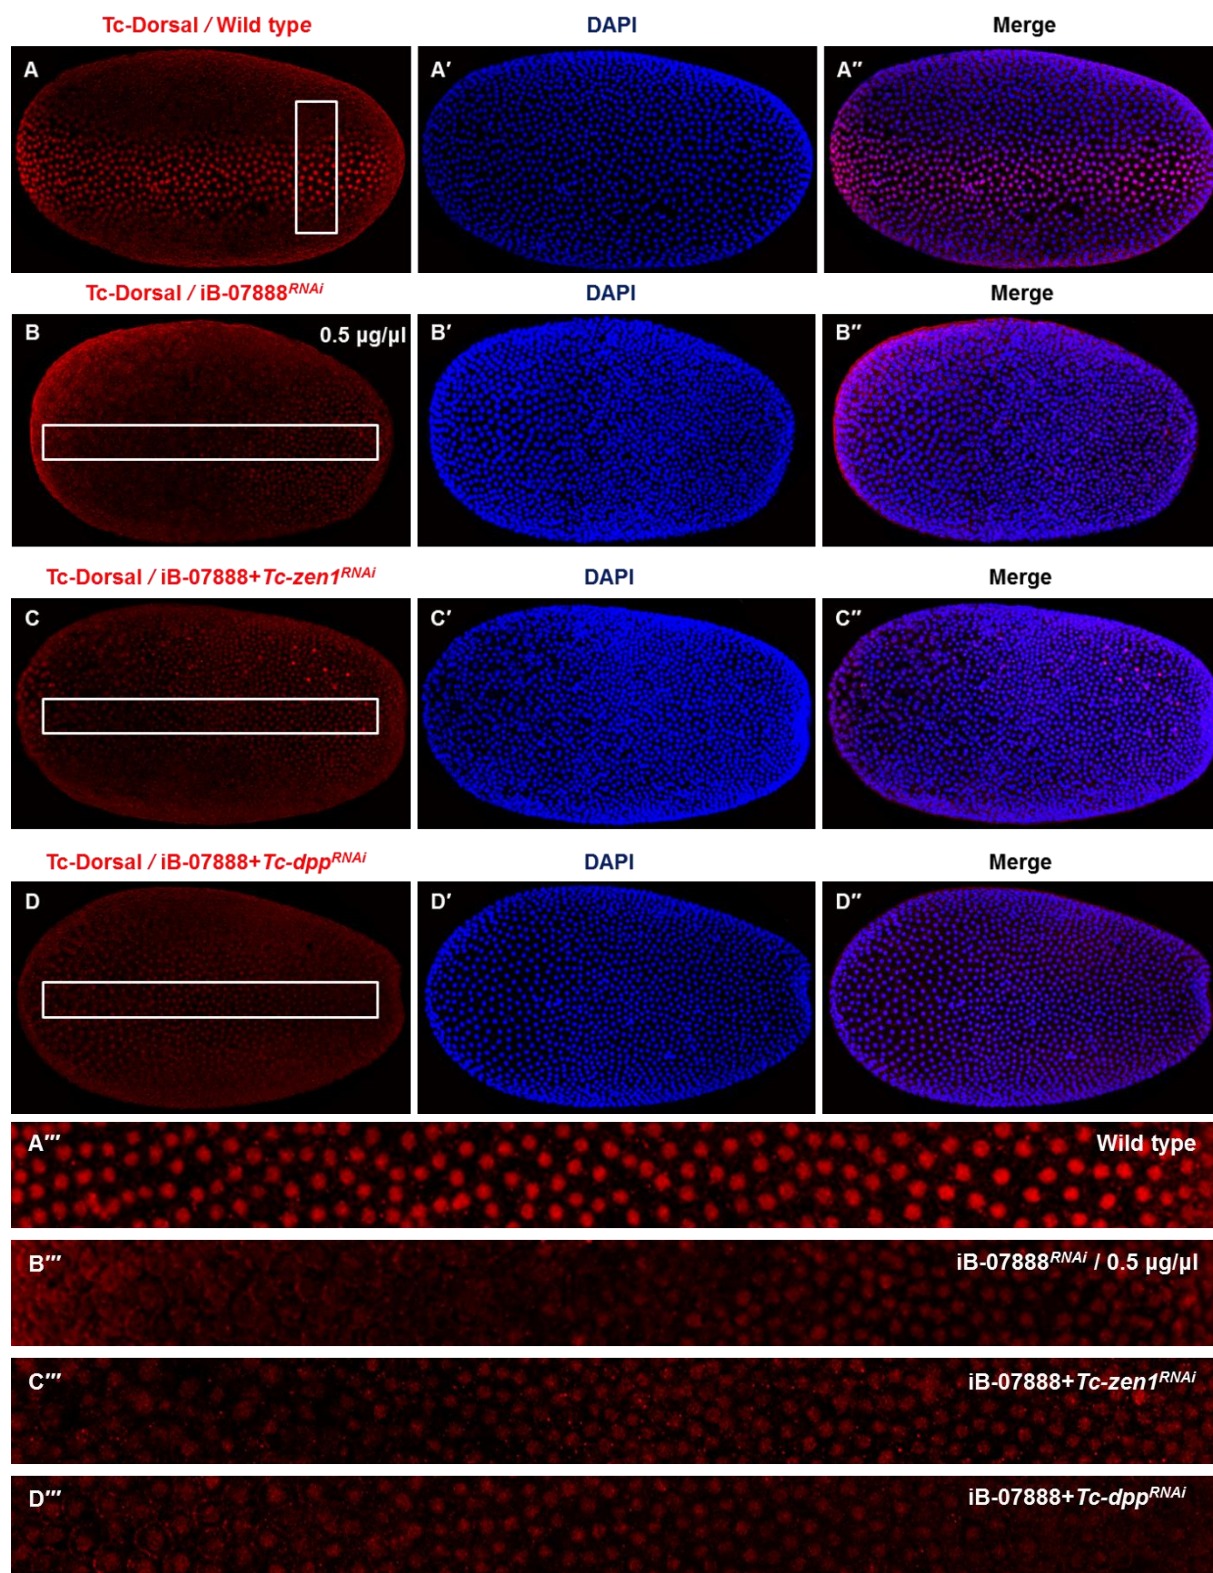 Tc-Dorsal / Wild type DAPI Merge
A A′ A″
Tc-Dorsal / iB-07888RNAi DAPI Merge
B 0.5 µg/µl B′ B″
Tc-Dorsal / iB-07888+Tc-zen1RNAi DAPI Merge
C C′ C″
Tc-Dorsal / iB-07888+Tc-dppRNAi DAPI Merge
D D′ D″
A‴ Wild type
B‴ iB-07888RNAi / 0.5 µg/µl
C‴ iB-07888+Tc-zen1RNAi
D‴ iB-07888+Tc-dppRNAi